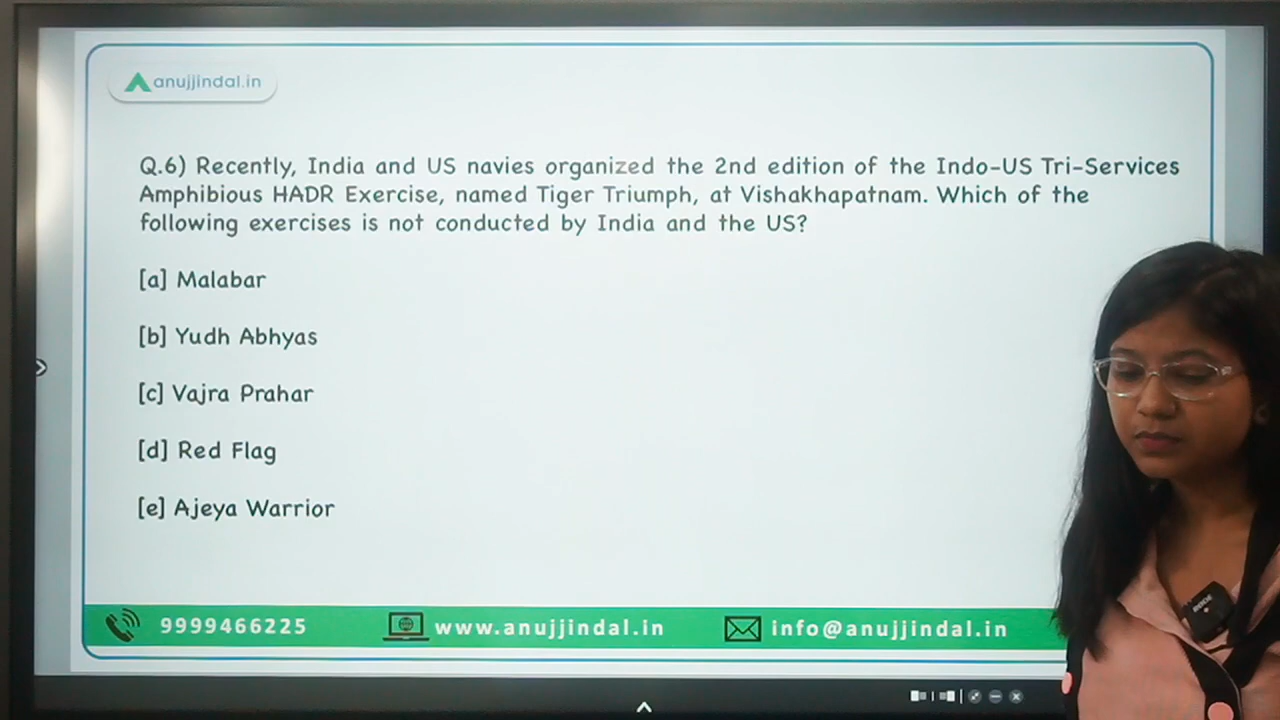 anujjindal.in
Q.6) Recently, India and US navies organized the 2nd edition of the Indo-US Tri-Services
Amphibious HADR Exercise, named Tiger Triumph, at Vishakhapatnam. Which of the
following exercises is not conducted by India and the US?
[a] Malabar
[b] Yudh Abhyas
[c] Vajra Prahar
[d] Red Flag
[e] Ajeya Warrior
9999466225 www.anujjindal.in info@anujjindal.in
RODE